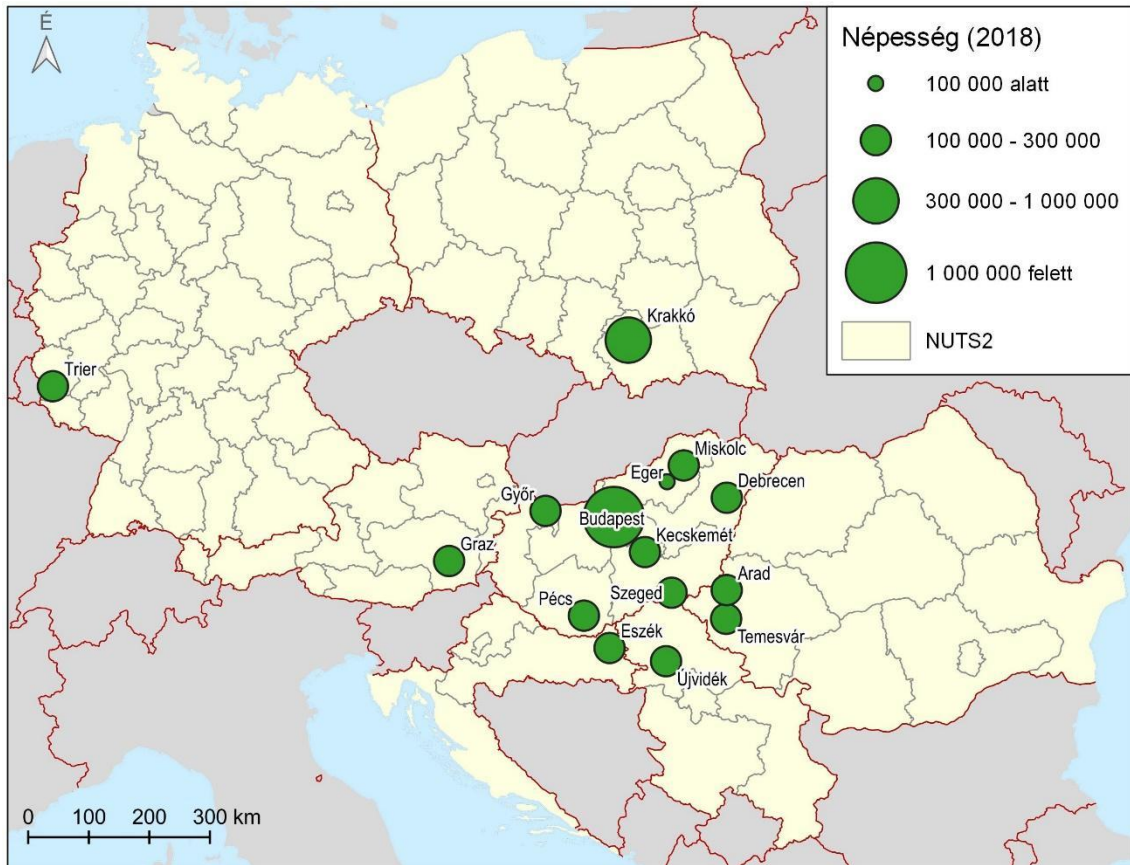 É
Népesség (2018)
100 000 alatt
100 000 - 300 000
300 000 - 1 000 000
1 000 000 felett
NUTS2
Krakkó
Trier
Miskolc
Eger
Debrecen
Győr
Budapest
Kecskemét
Graz
Arad
Szeged
Pécs
Temesvár
Eszék
Újvidék
0 100 200 300 km